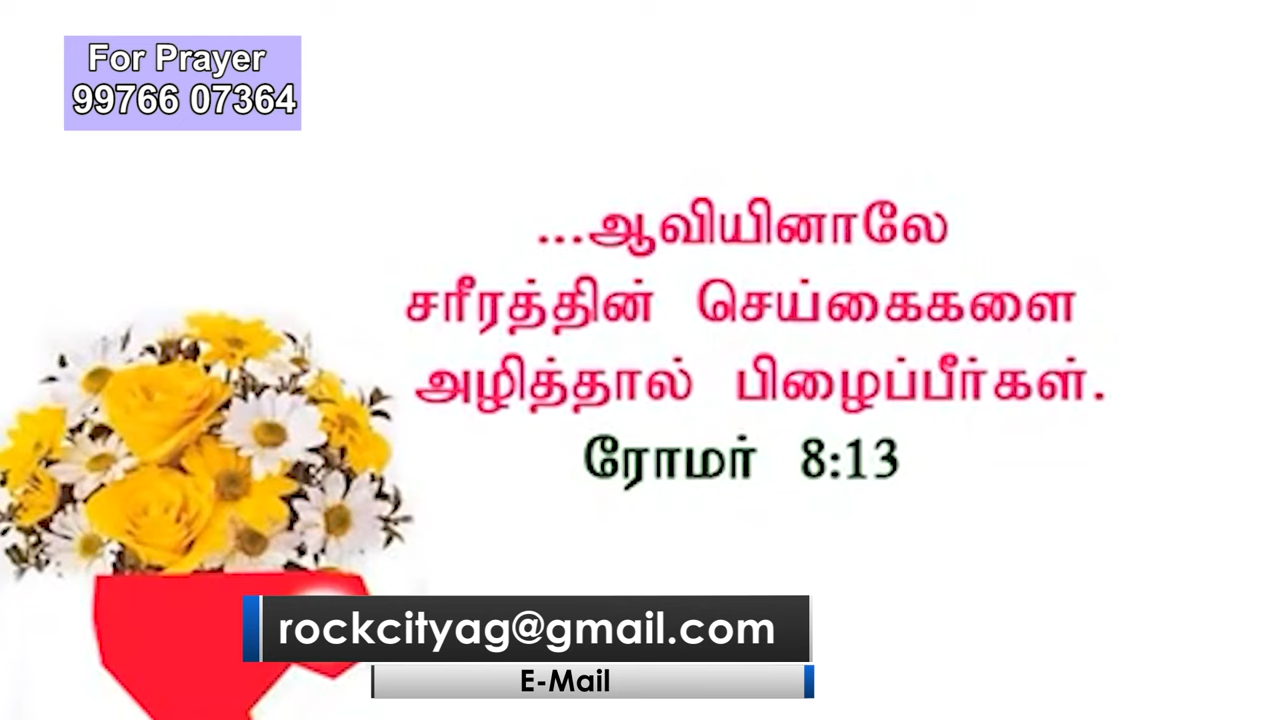 For Prayer
99766 07364
...ஆவியினாலே
சரீரத்தின் செய்கைகளை
அழித்தால் பிழைப்பீர்கள்.
ரோமர் 8:13
rockcityag@gmail.com
E-Mail